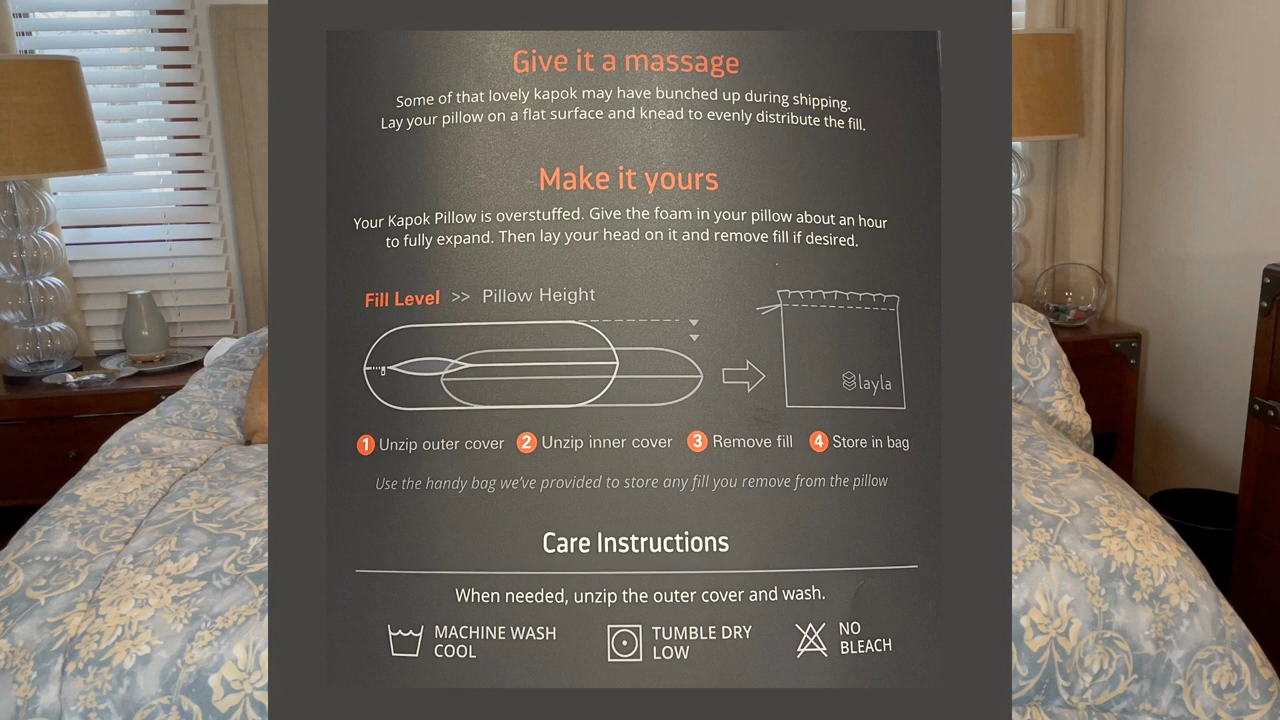 Give it a massage
Some of that lovely kapok may have bunched up during shipping.
Lay your pillow on a flat surface and knead to evenly distribute the fill.
Make it yours
Your Kapok Pillow is overstuffed. Give the foam in your pillow about an hour
to fully expand. Then lay your head on it and remove fill if desired.
Fill Level >> Pillow Height
layla
1 Unzip outer cover 2 Unzip inner cover 3 Remove fill 4 Store in bag
Use the handy bag we've provided to store any fill you remove from the pillow
Care Instructions
When needed, unzip the outer cover and wash.
MACHINE WASH
COOL
TUMBLE DRY
LOW
NO
BLEACH